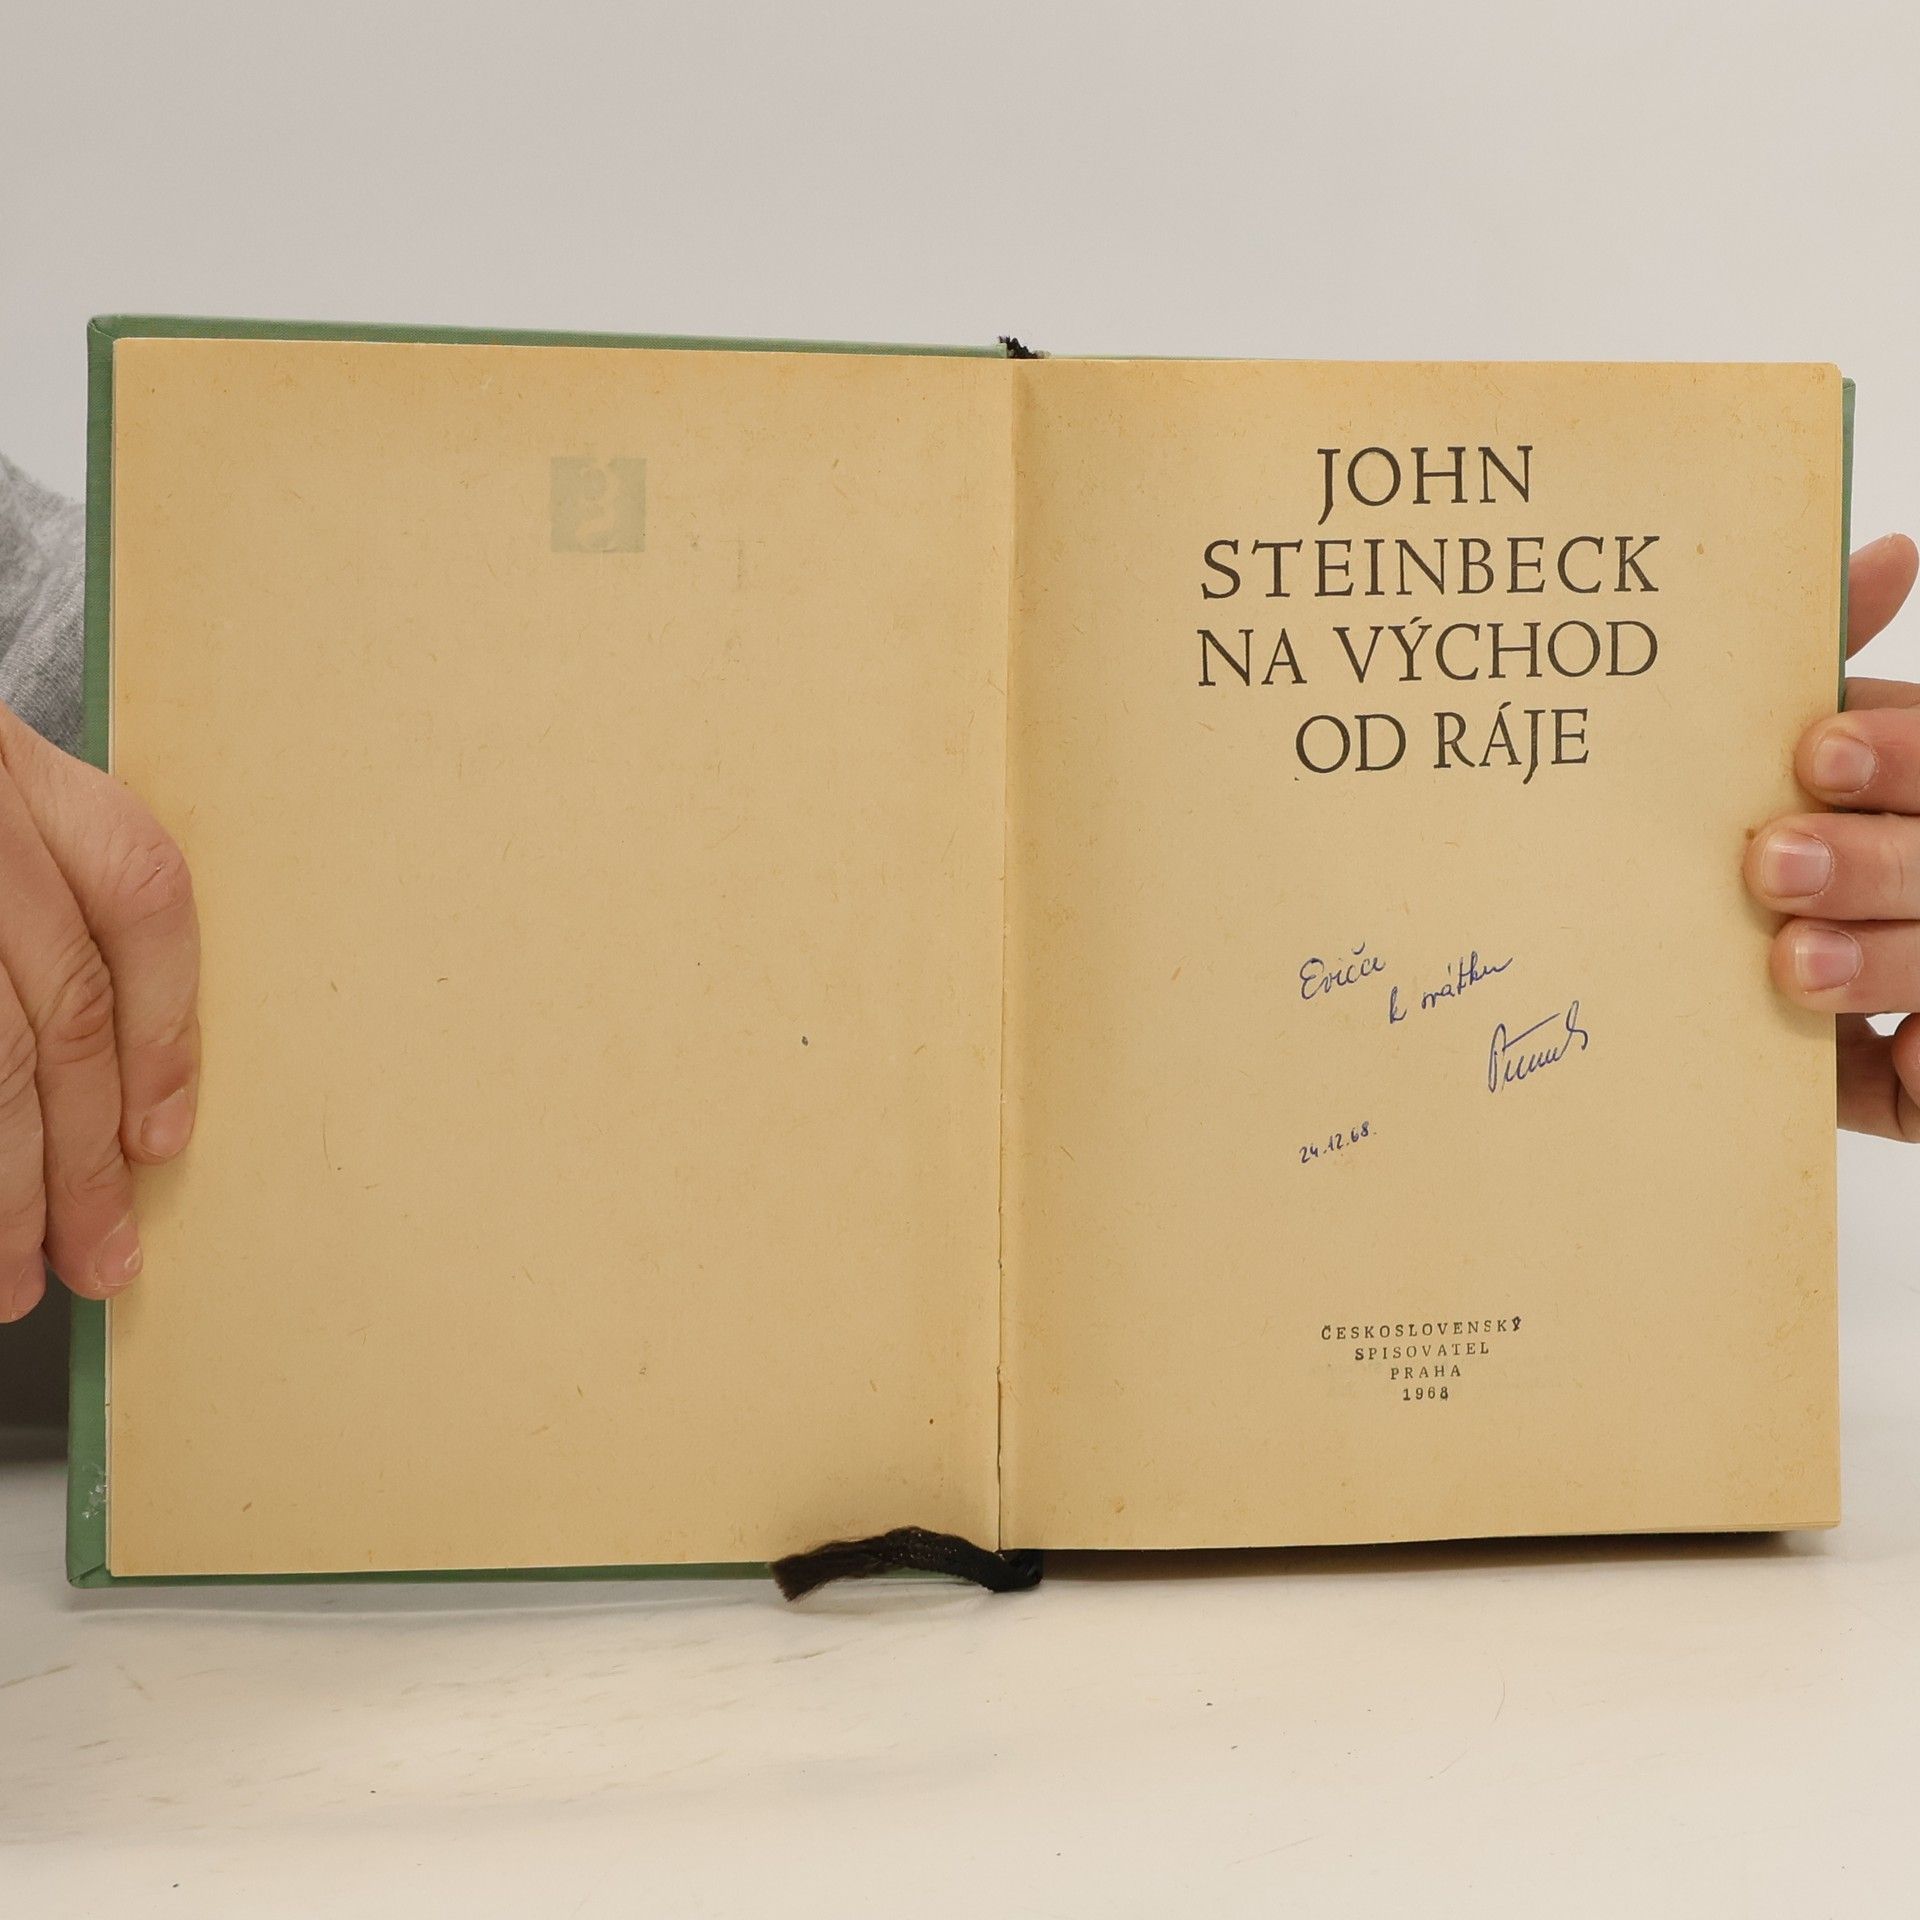 JOHN
STEINBECK
NA VÝCHOD
OD RÁJE
Evičce
k svátku
24.12.68.
ČESKOSLOVENSKÝ
SPISOVATEL
PRAHA
1968